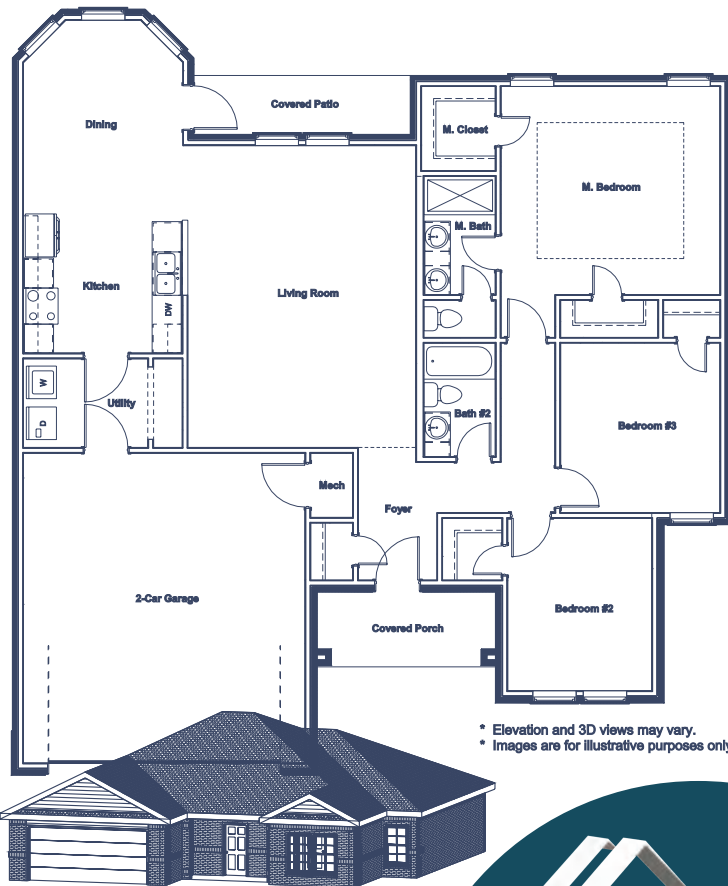 Dining
Covered Patio
M. Closet
M. Bedroom
M. Bath
Kitchen
Living Room
DW
W
Utility
D
Bath #2
Bedroom #3
Mech
Foyer
2-Car Garage
Bedroom #2
Covered Porch
* Elevation and 3D views may vary.
* Images are for illustrative purposes only